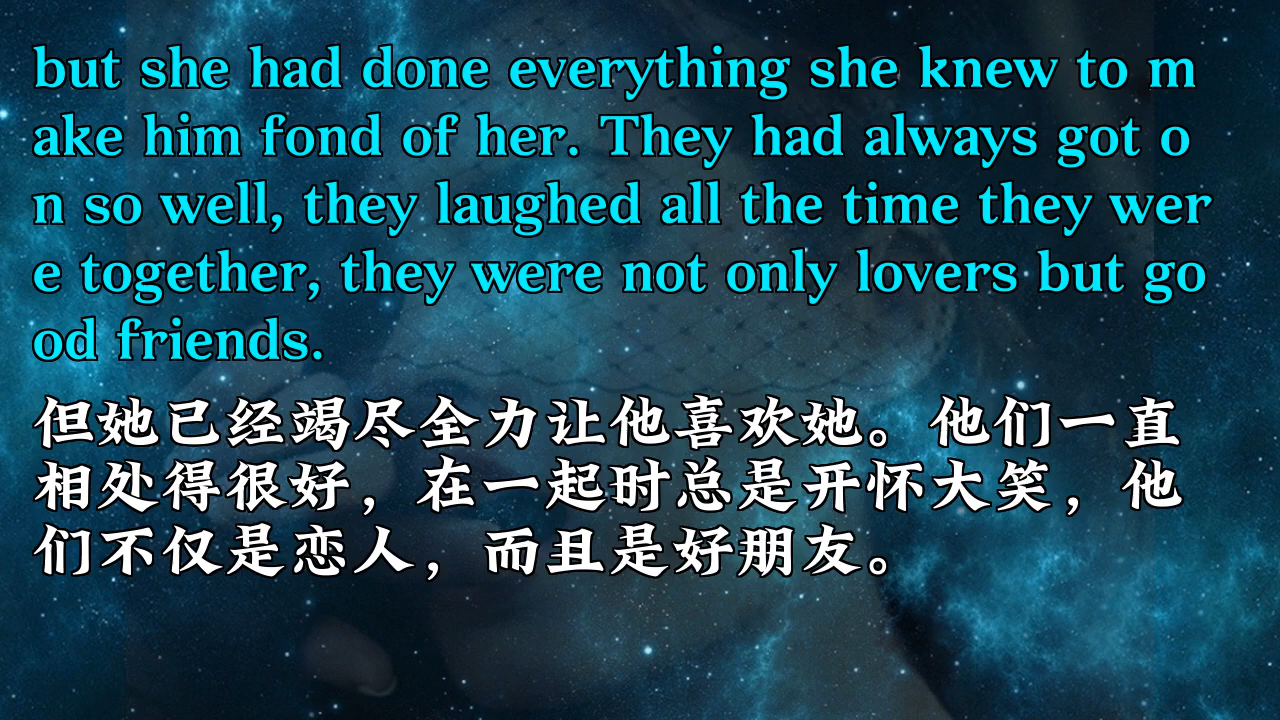 but she had done everything she knew to m
ake him fond of her. They had always got o
n so well, they laughed all the time they wer
e together, they were not only lovers but go
od friends.
但她已经竭尽全力让他喜欢她。他们一直
相处得很好，在一起时总是开怀大笑，他
们不仅是恋人，而且是好朋友。